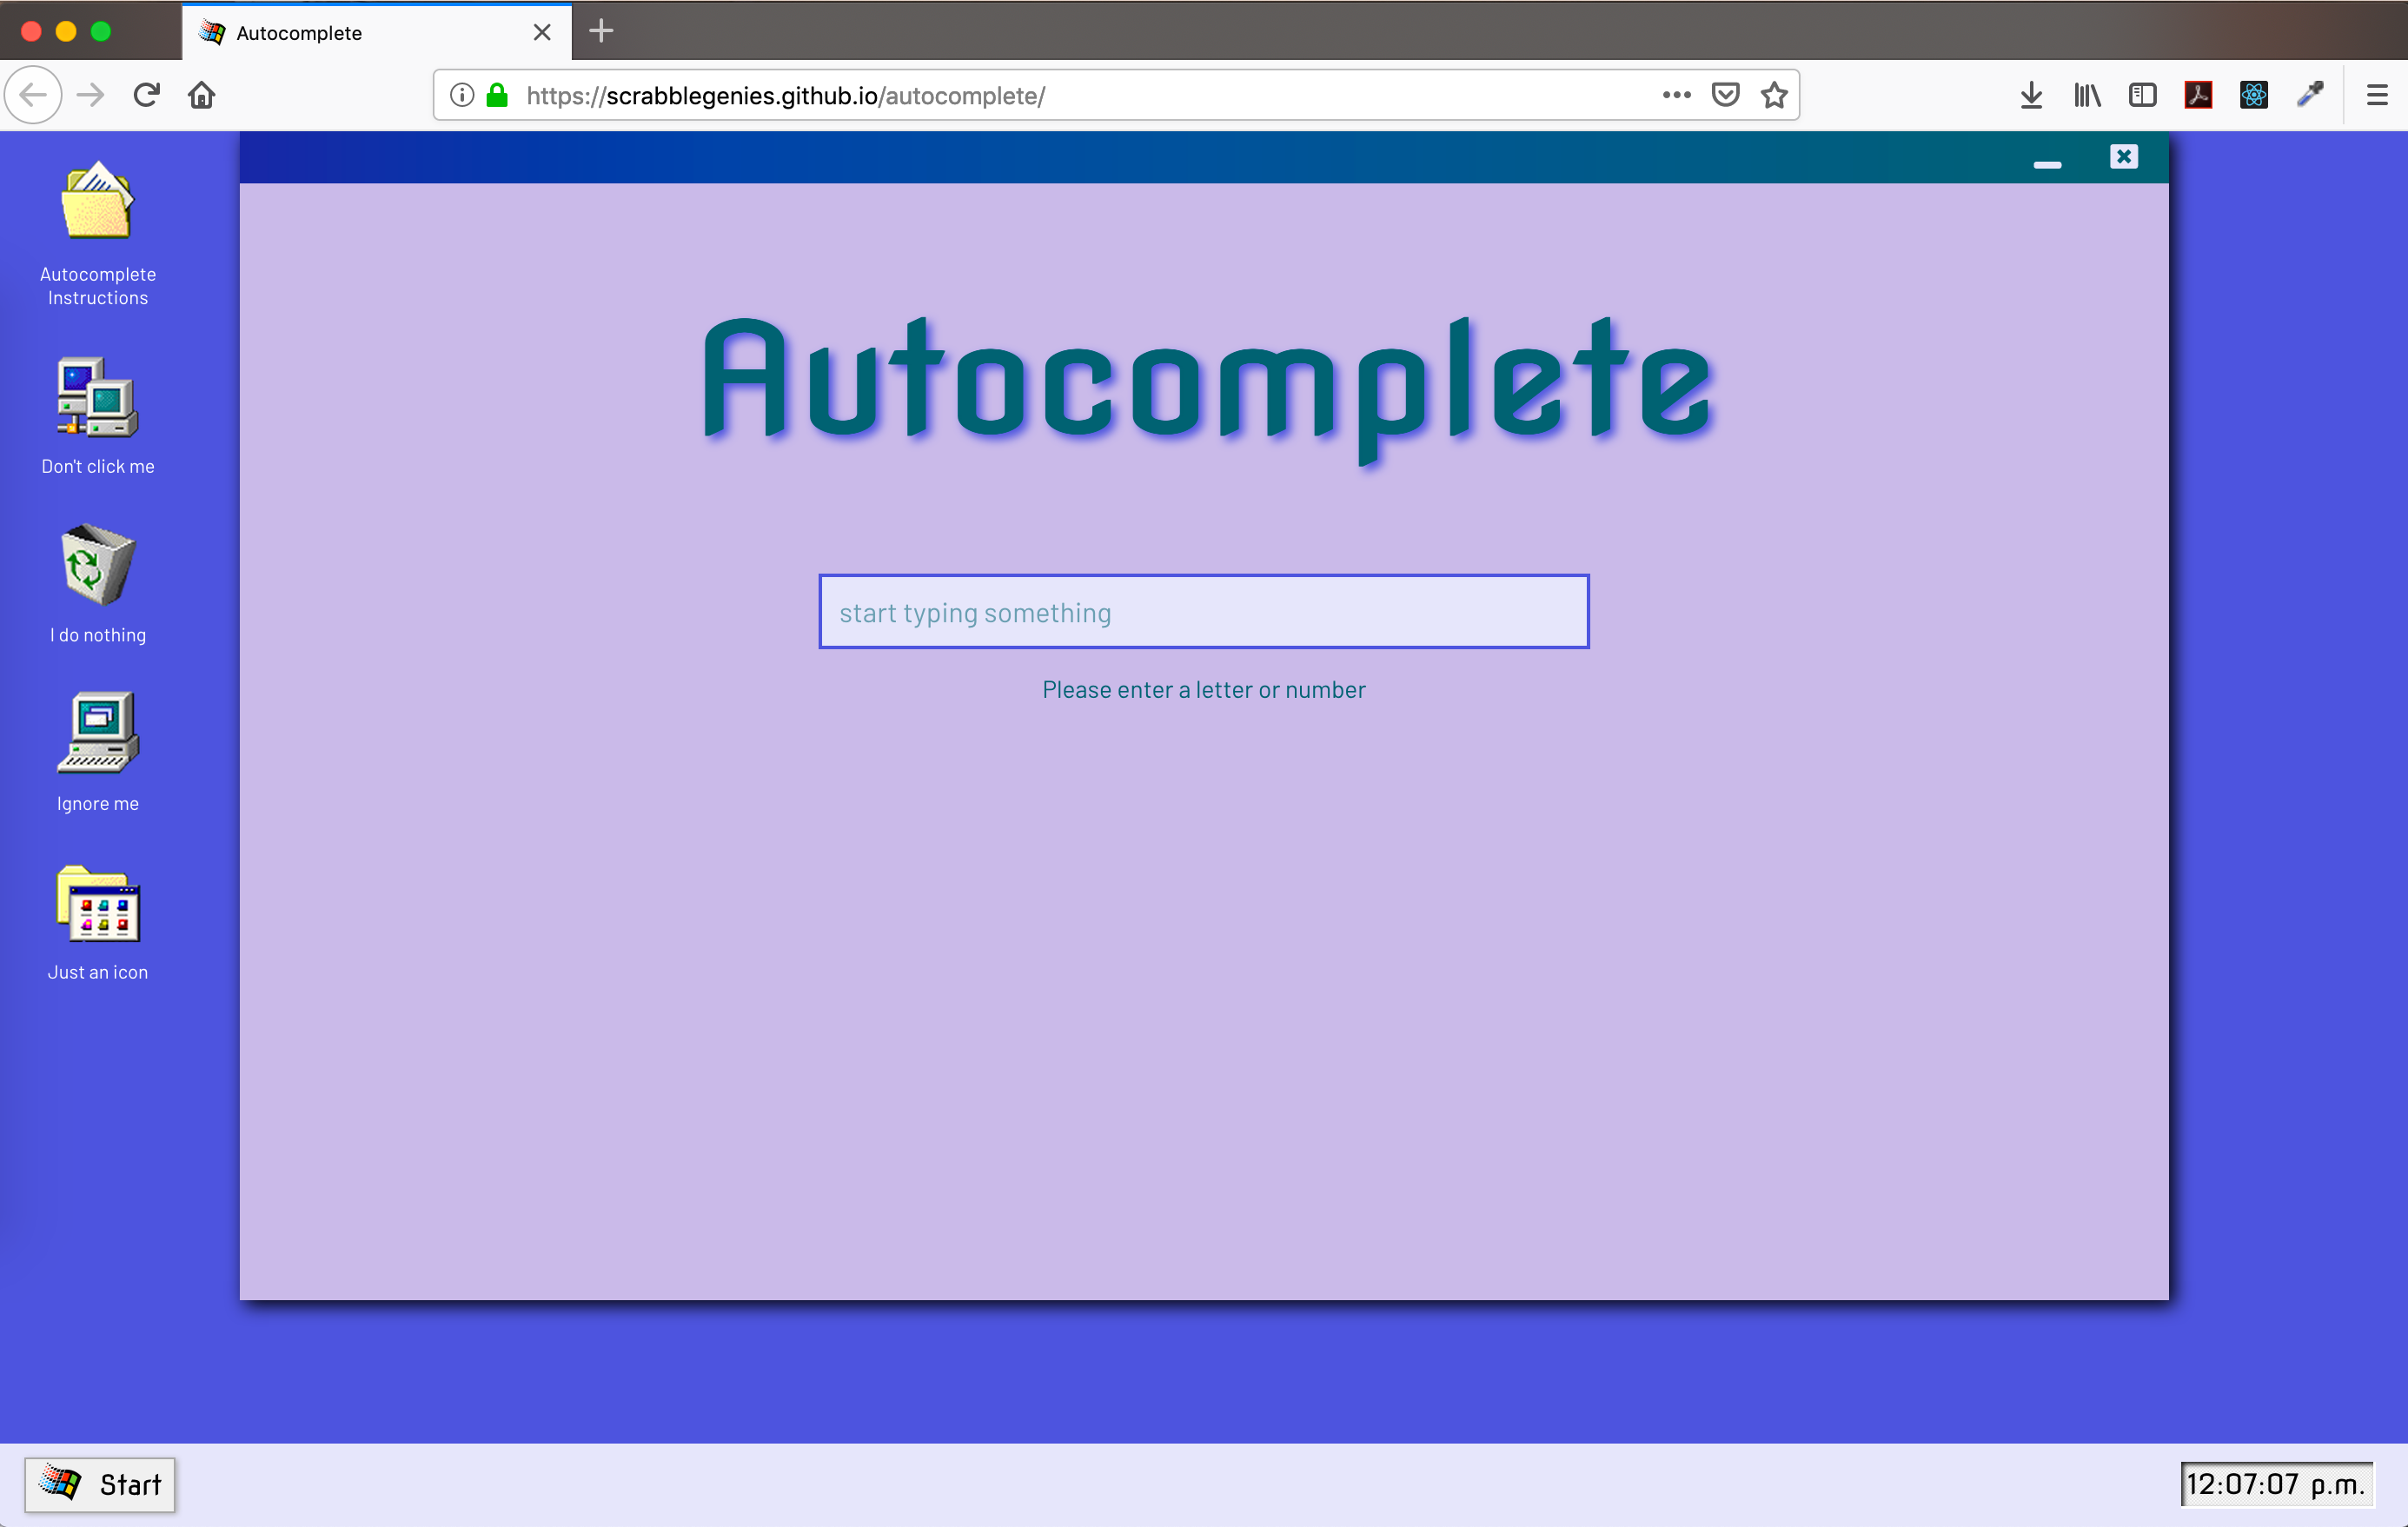 Autocomplete
https://scrabblegenies.github.io/autocomplete/
Autocomplete
Instructions
Don't click me
I do nothing
Ignore me
Just an icon
Autocomplete
start typing something
Please enter a letter or number
Start
12:07:07 p.m.